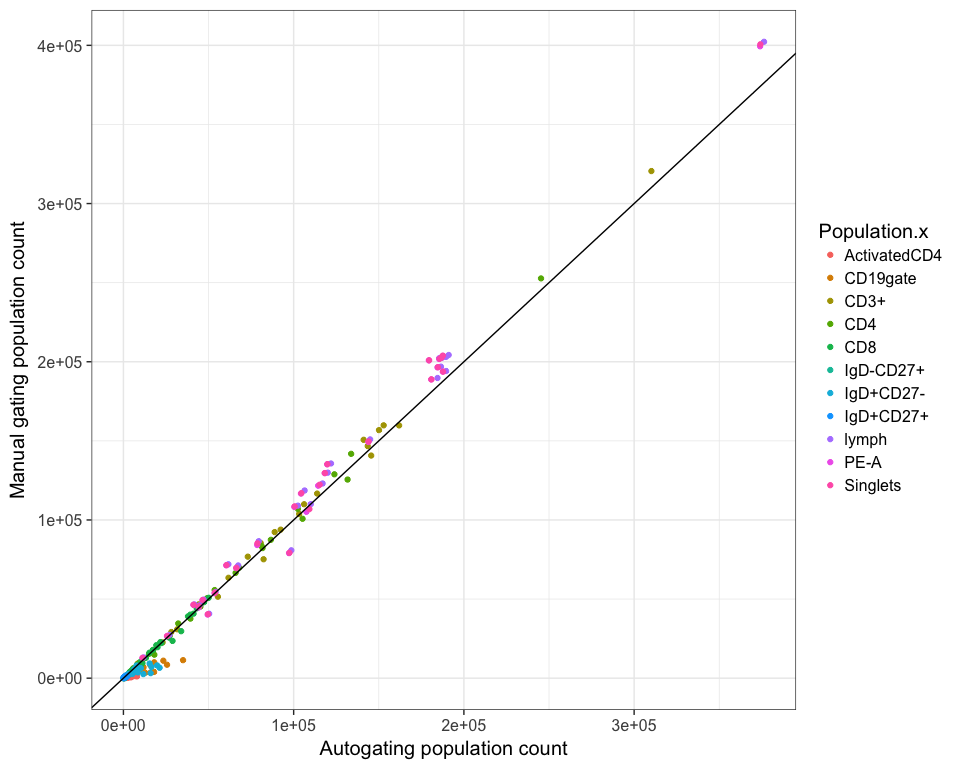 Manual gating population count
4e+05
3e+05
2e+05
1e+05
0e+00
0e+00 1e+05 2e+05 3e+05
Autogating population count
Population.x
ActivatedCD4
CD19gate
CD3+
CD4
CD8
IgD-CD27+
IgD+CD27-
IgD+CD27+
lymph
PE-A
Singlets